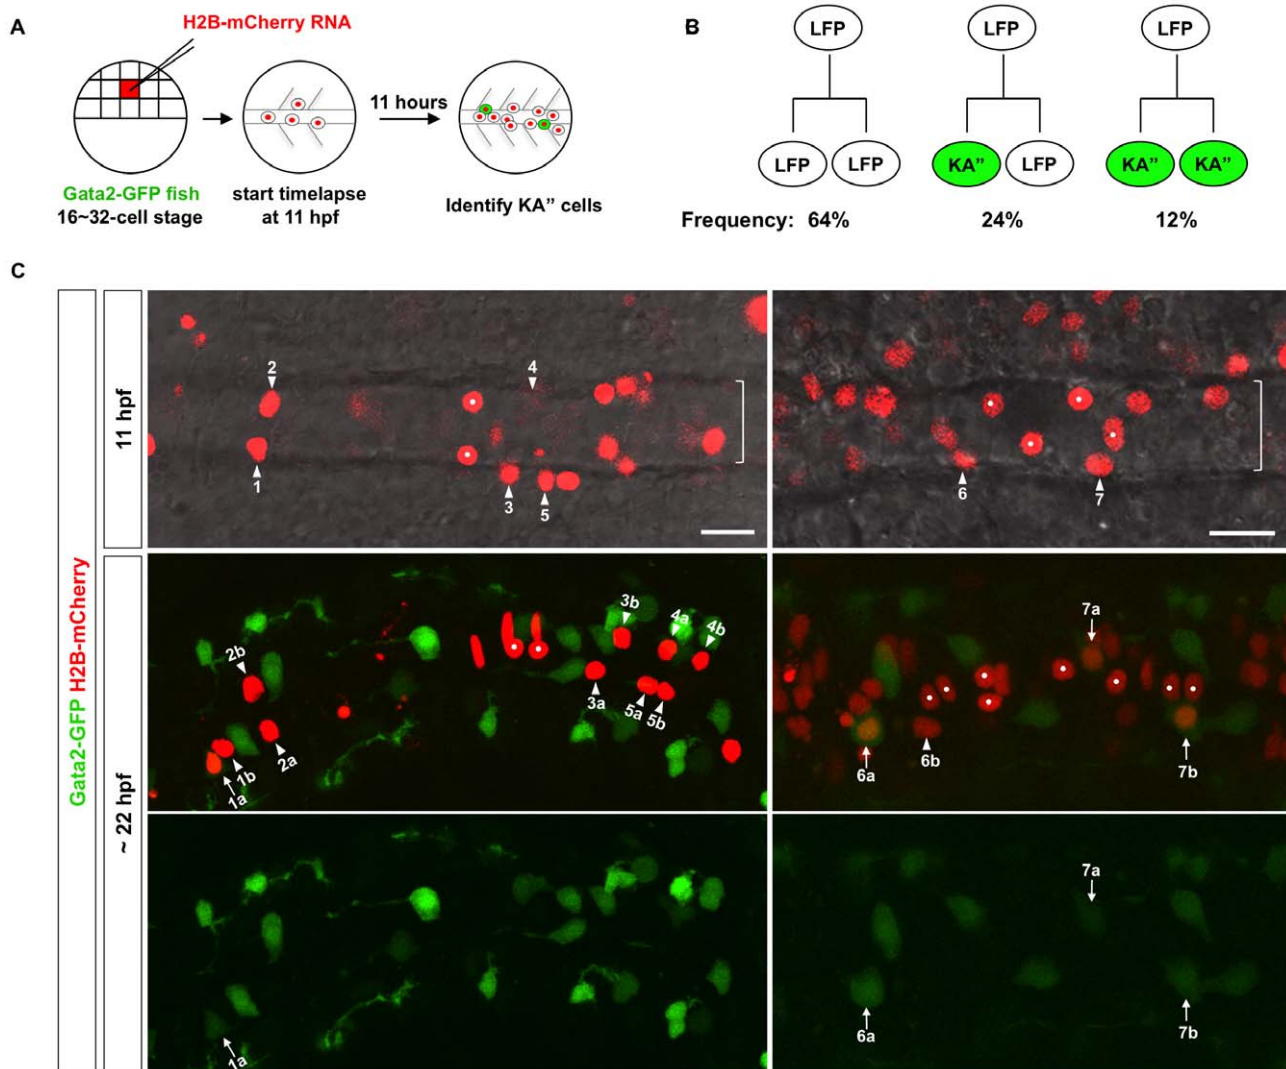 A
H2B-mCherry RNA
11 hours
Gata2-GFP fish
16~32-cell stage
start timelapse
at 11 hpf
Identify KA” cells
B
LFP
LFP
LFP
LFP
LFP
KA”
LFP
KA”
KA”
Frequency: 64%
24%
12%
C
Gata2-GFP H2B-mCherry
11 hpf
2
4
1
3
5
6
7
~ 22 hpf
2b
3b
4a
4b
3a
5a
5b
2a
1b
1a
7a
6a
6b
7b
1a
7a
6a
7b